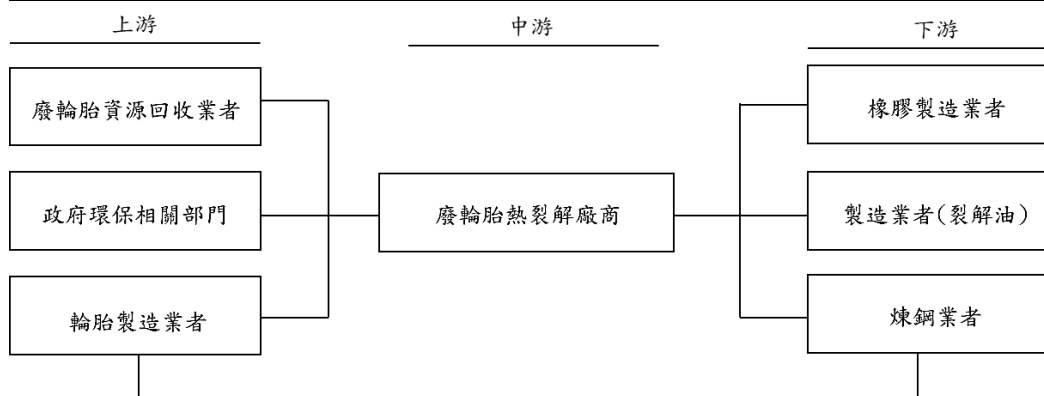 上游
中游
下游
廢輪胎資源回收業者
橡膠製造業者
政府環保相關部門
廢輪胎熱裂解廠商
製造業者(裂解油)
輪胎製造業者
煉鋼業者